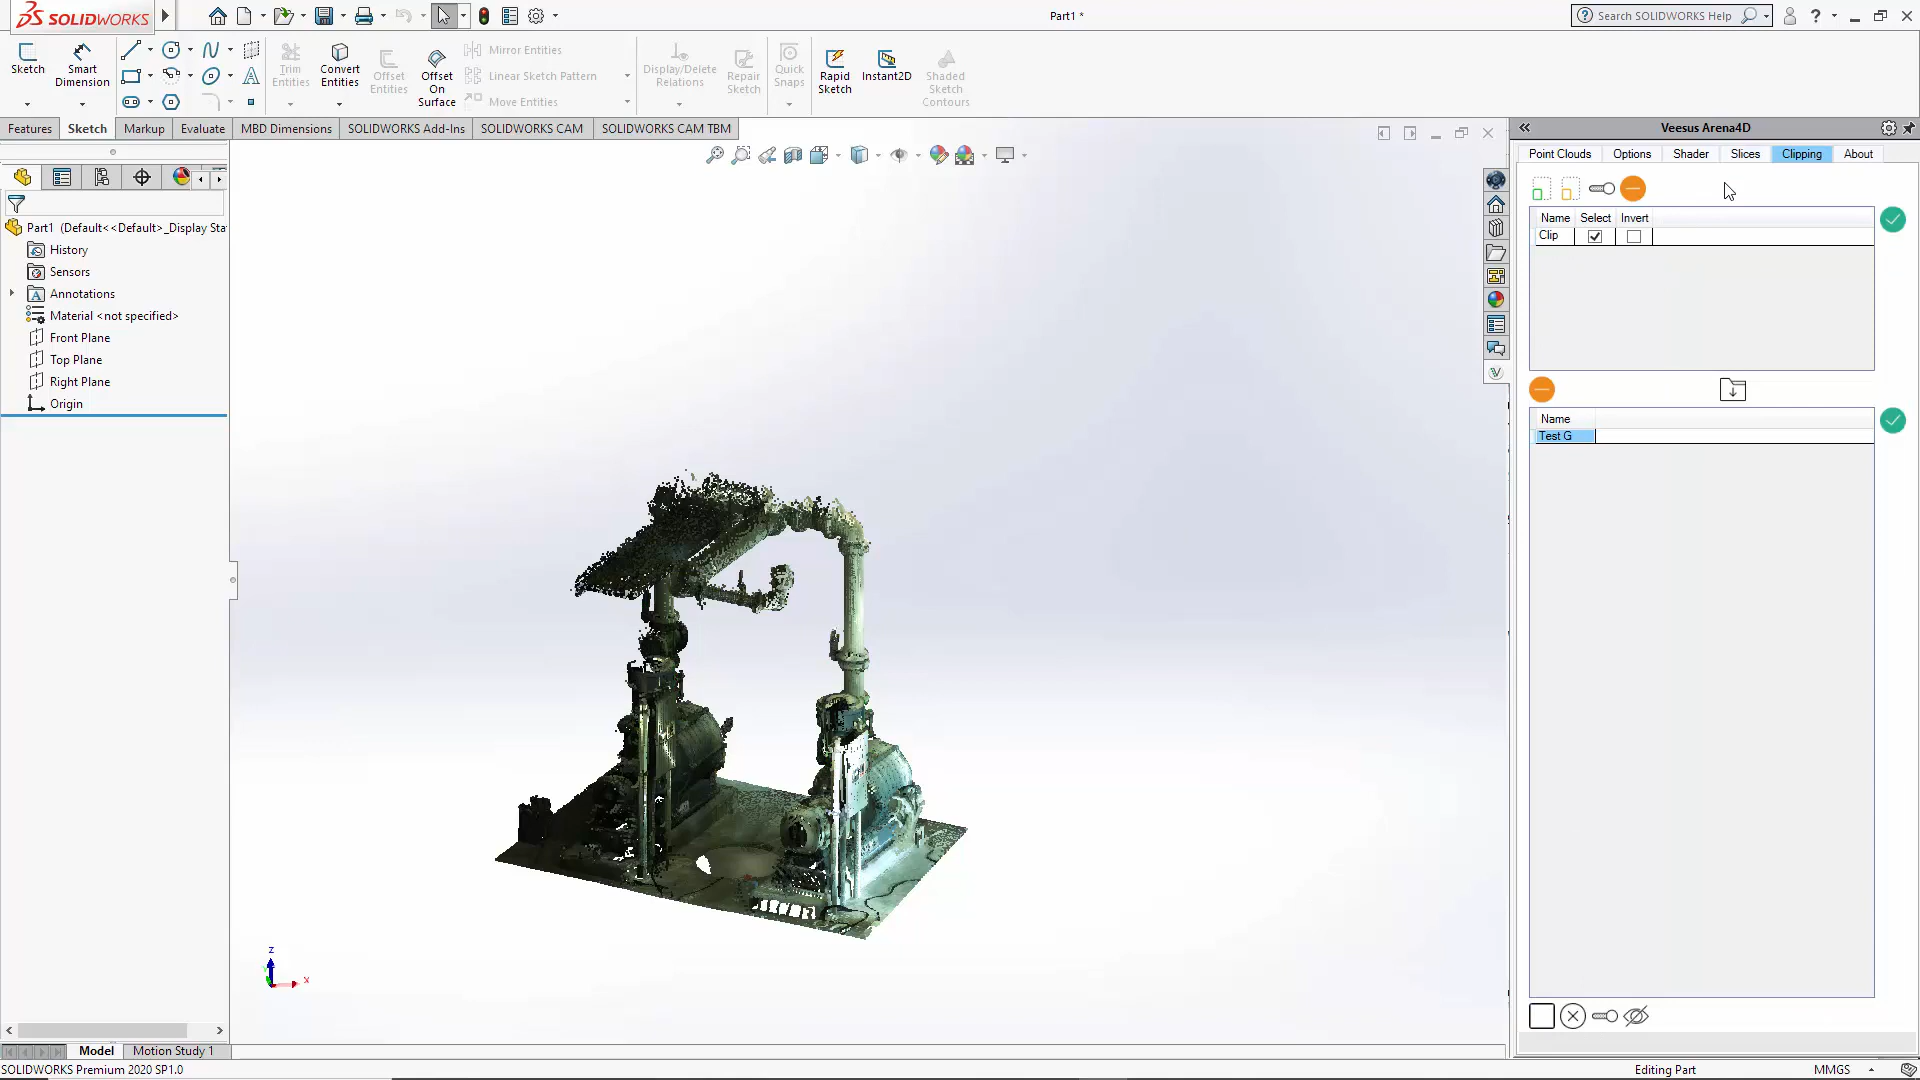 SOLIDWORKS
Part1 *
Search SOLIDWORKS Help
?
Sketch
Smart Dimension
Trim Entities
Convert Entities
Offset Entities
Offset On Surface
Mirror Entities
Linear Sketch Pattern
Move Entities
Display/Delete Relations
Repair Sketch
Quick Snaps
Rapid Sketch
Instant2D
Shaded Sketch Contours
Features
Sketch
Markup
Evaluate
MBD Dimensions
SOLIDWORKS Add-Ins
SOLIDWORKS CAM
SOLIDWORKS CAM TBM
Part1 (Default<<Default>_Display Sta
History
Sensors
Annotations
Material <not specified>
Front Plane
Top Plane
Right Plane
Origin
Z
X
Veesus Arena4D
Point Clouds
Options
Shader
Slices
Clipping
About
Name Select Invert
Clip
Name
Test G
Model
Motion Study 1
SOLIDWORKS Premium 2020 SP1.0
Editing Part
MMGS